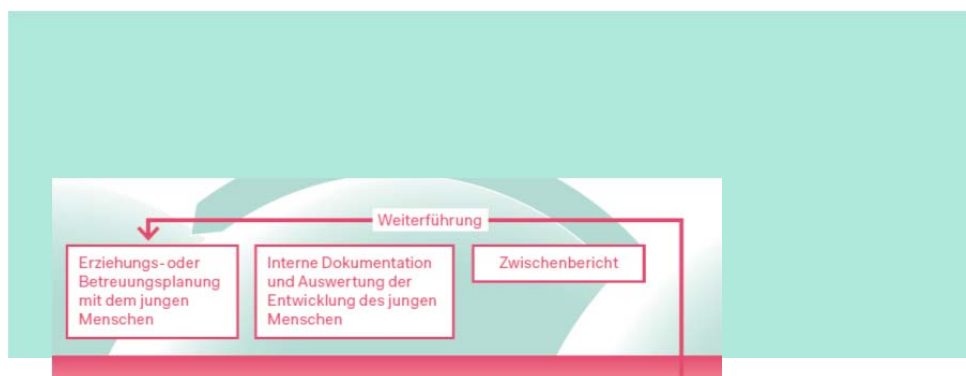 Weiterführung
Erziehungs- oder
Betreuungsplanung
mit dem jungen
Menschen
Interne Dokumentation
und Auswertung der
Entwicklung des jungen
Menschen
Zwischenbericht